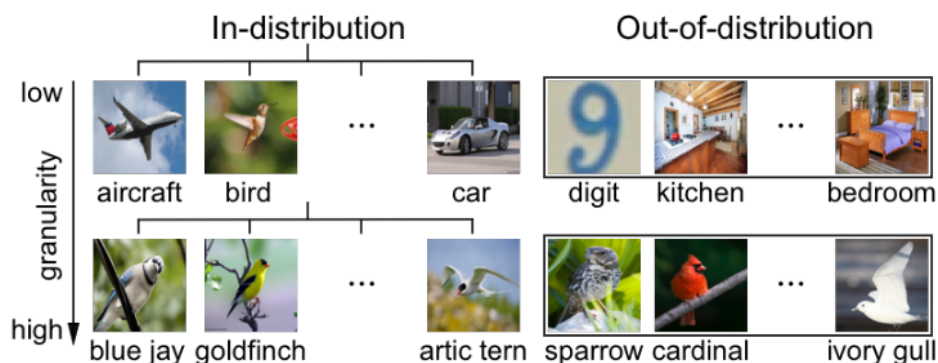 In-distribution
Out-of-distribution
low
...
9
...
aircraft
bird
car
digit
kitchen
bedroom
granularity
...
...
high
blue jay
goldfinch
artic tern
sparrow
cardinal
ivory gull